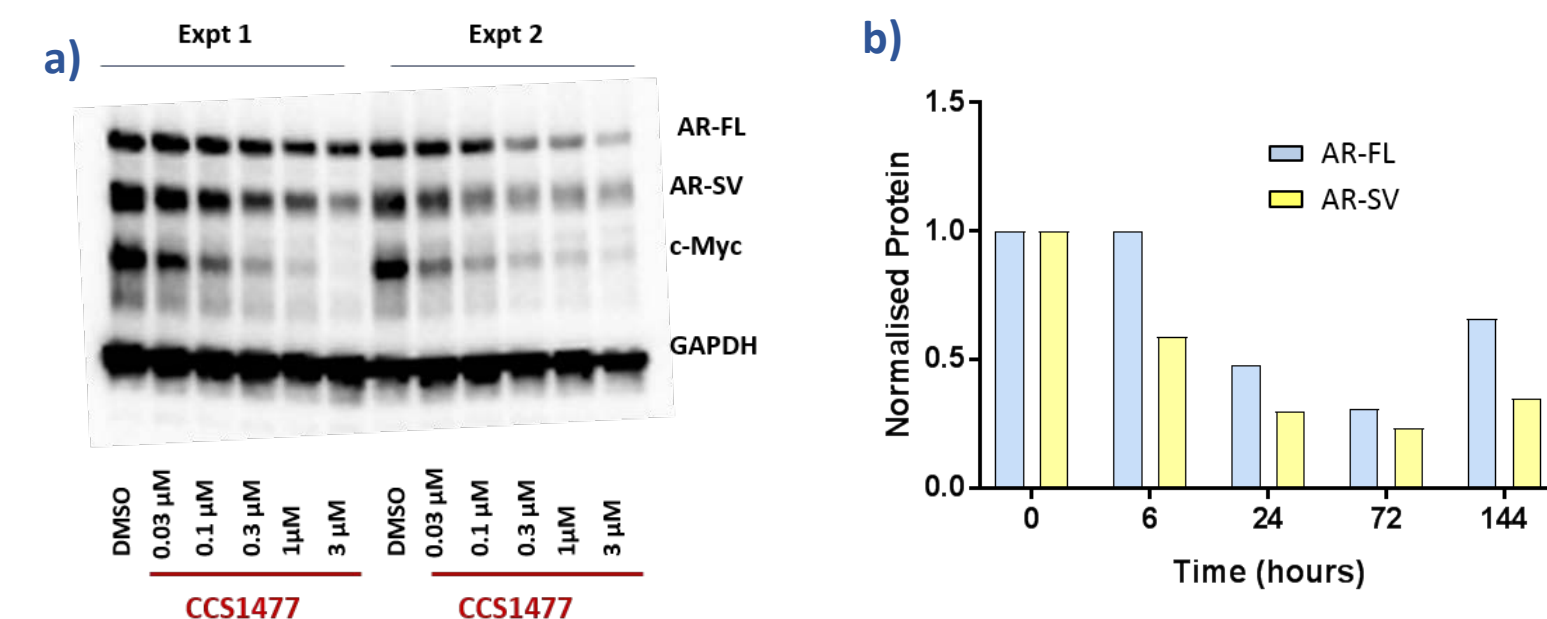 a)
Expt 1
Expt 2
AR-FL
AR-SV
c-Myc
GAPDH
DMSO
0.03 µM
0.1 µM
0.3 µM
1µM
3 µM
DMSO
0.03 µM
0.1 µM
0.3 µM
1µM
3 µM
CCS1477
CCS1477
b)
Normalised Protein
1.5
1.0
0.5
0.0
AR-FL
AR-SV
0 6 24 72 144
Time (hours)